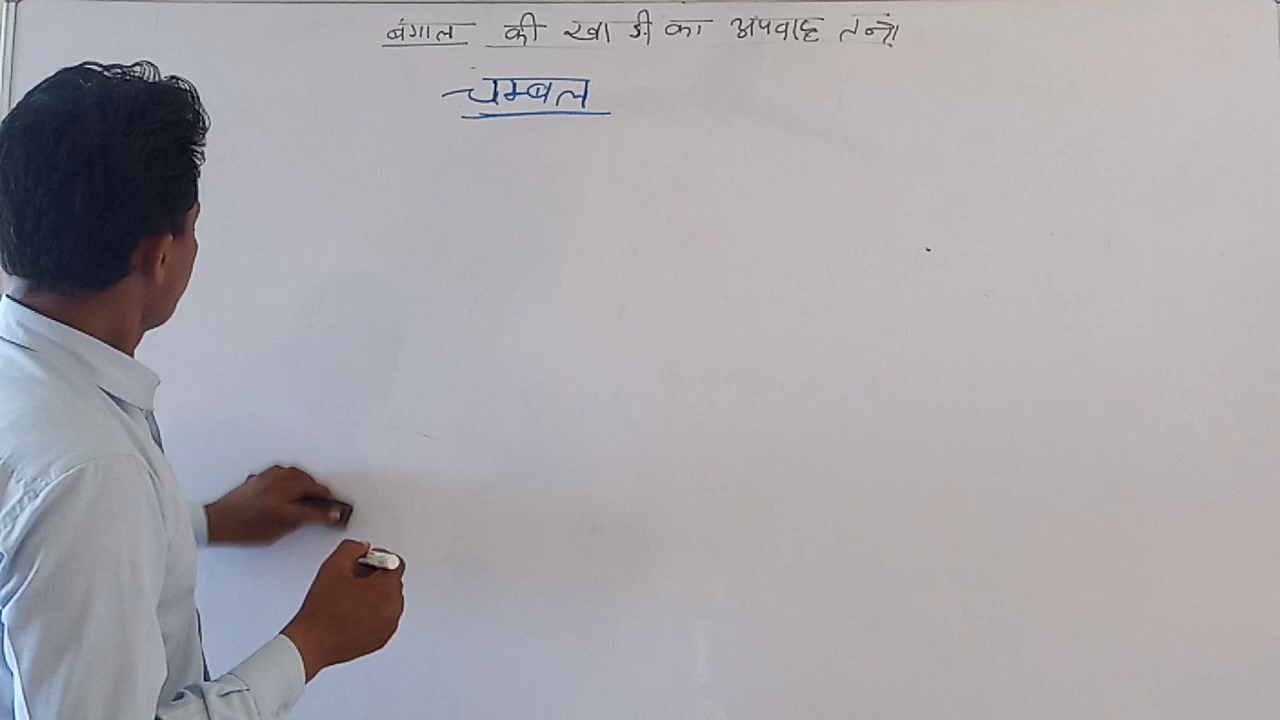 बंगाल की खाडी का अपवाह तन्त्र
चम्बल